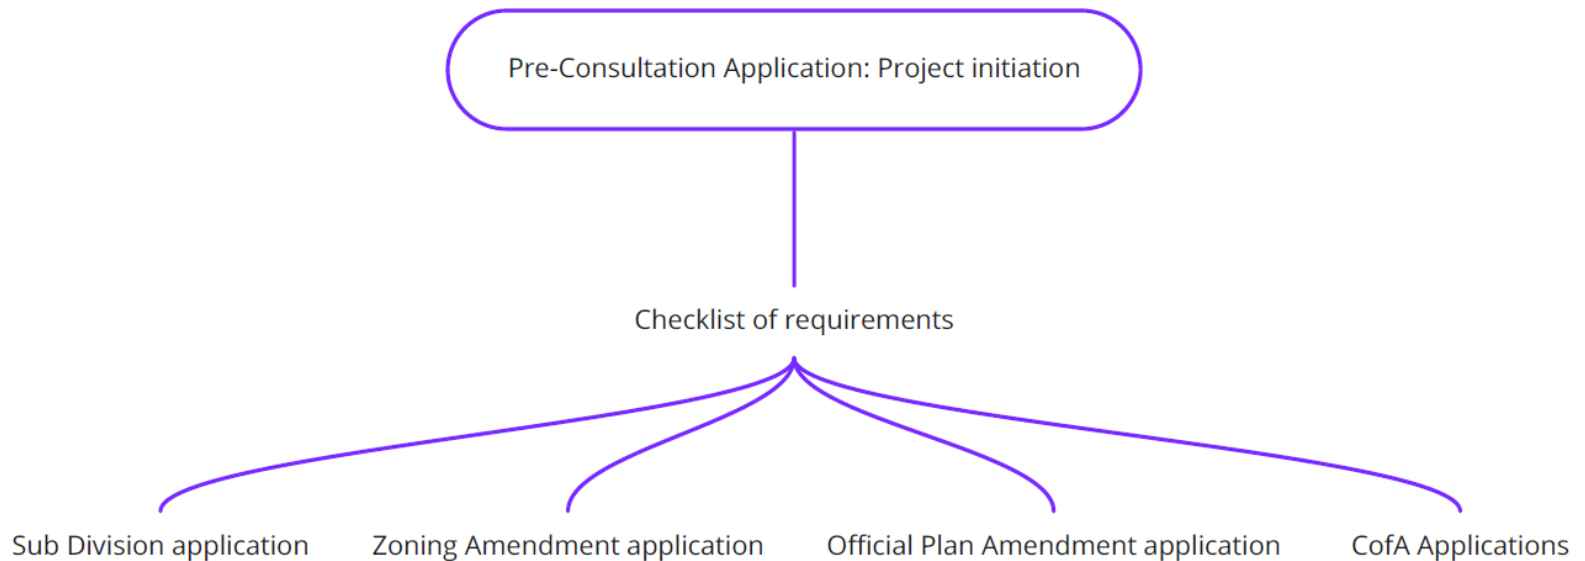 Pre-Consultation Application: Project initiation
Checklist of requirements
Sub Division application
Zoning Amendment application
Official Plan Amendment application
CofA Applications